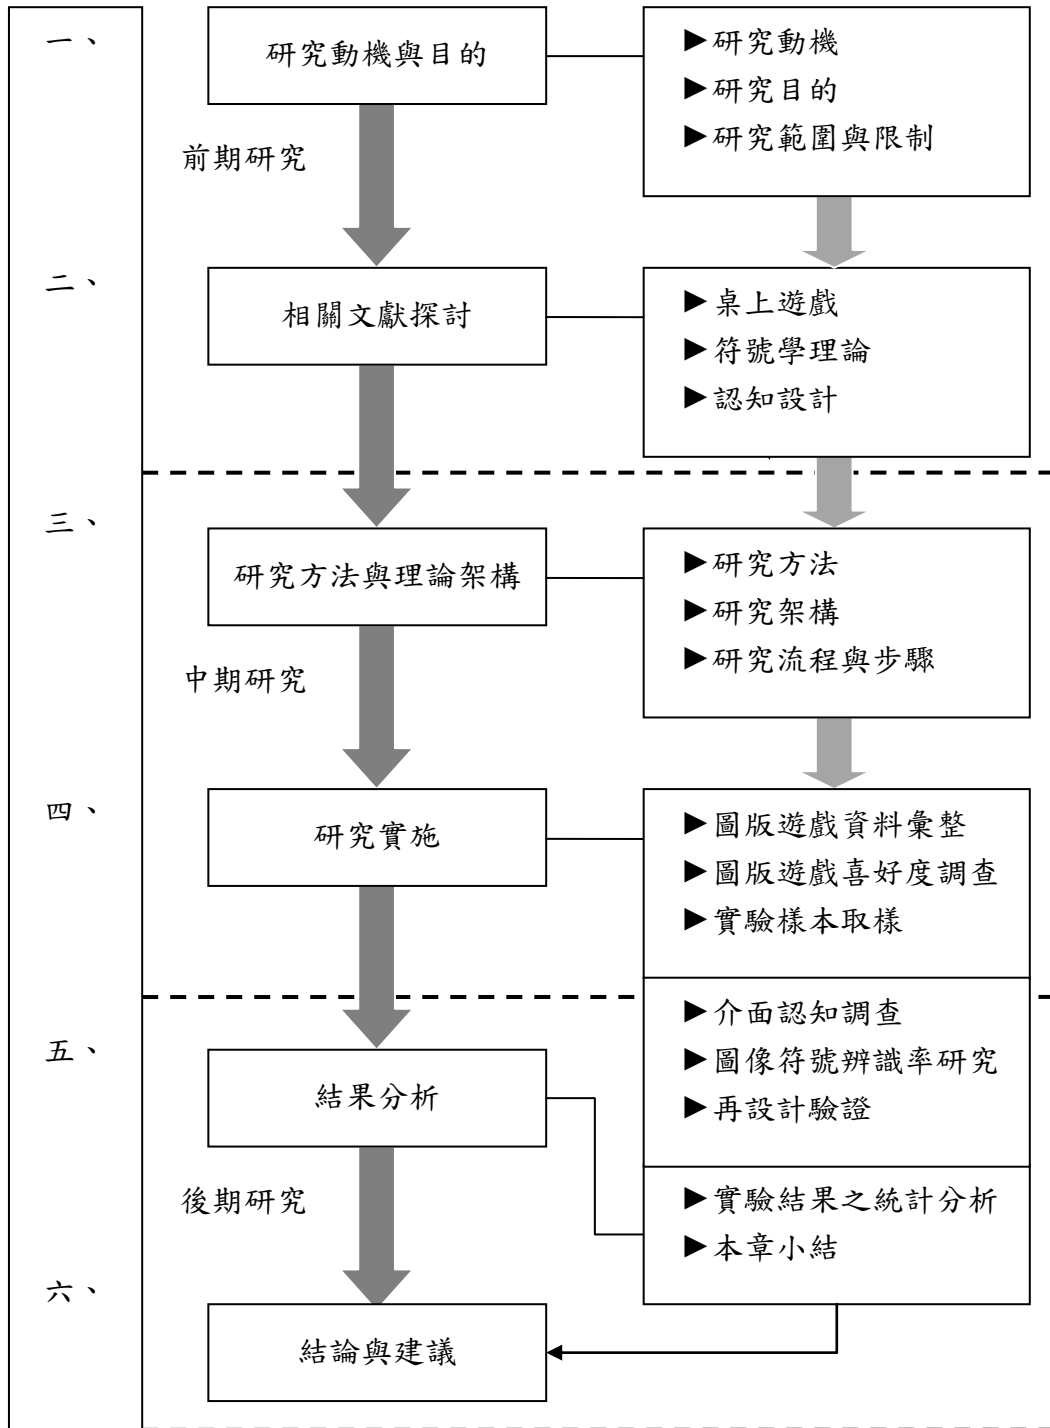 一、
研究動機與目的
►研究動機
►研究目的
►研究範圍與限制
前期研究
二、
相關文獻探討
►桌上遊戲
►符號學理論
►認知設計
三、
研究方法與理論架構
►研究方法
►研究架構
►研究流程與步驟
中期研究
四、
研究實施
►圖版遊戲資料彙整
►圖版遊戲喜好度調查
►實驗樣本取樣
►介面認知調查
►圖像符號辨識率研究
►再設計驗證
五、
結果分析
►實驗結果之統計分析
►本章小結
後期研究
六、
結論與建議